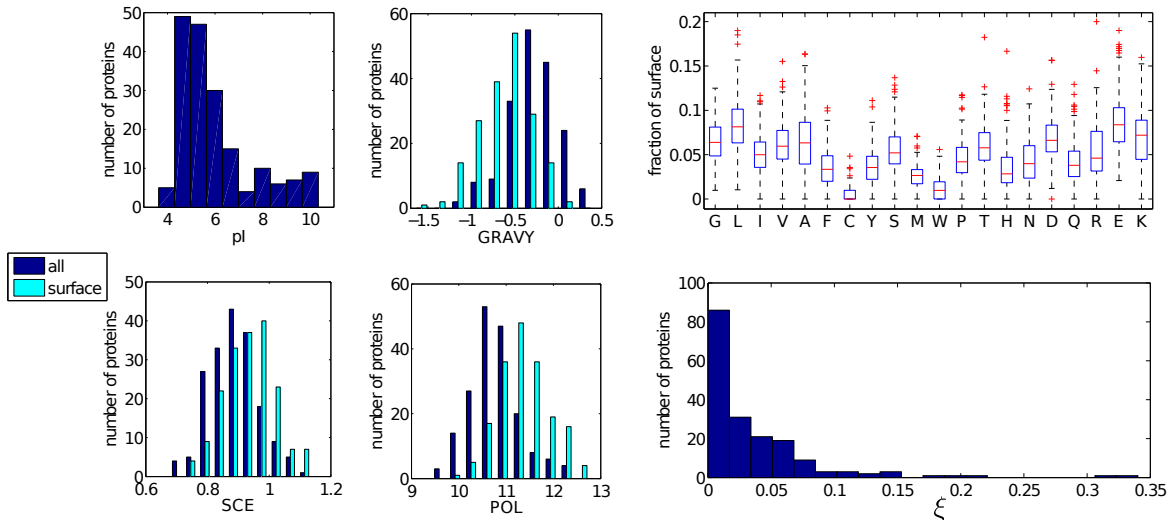 50
40
30
20
10
0
number of proteins
4 6 8 10
pI
60
40
20
0
number of proteins
−1.5 −1 −0.5 0 0.5
GRAVY
0.2
0.15
0.1
0.05
0
fraction of surface
G L I V A F C Y S M W P T H N D Q R E K
all
surface
50
40
30
20
10
0
number of proteins
0.6 0.8 1 1.2
SCE
60
40
20
0
number of proteins
9 10 11 12 13
POL
100
80
60
40
20
0
number of proteins
0 0.05 0.1 0.15 0.2 0.25 0.3 0.35
ξ